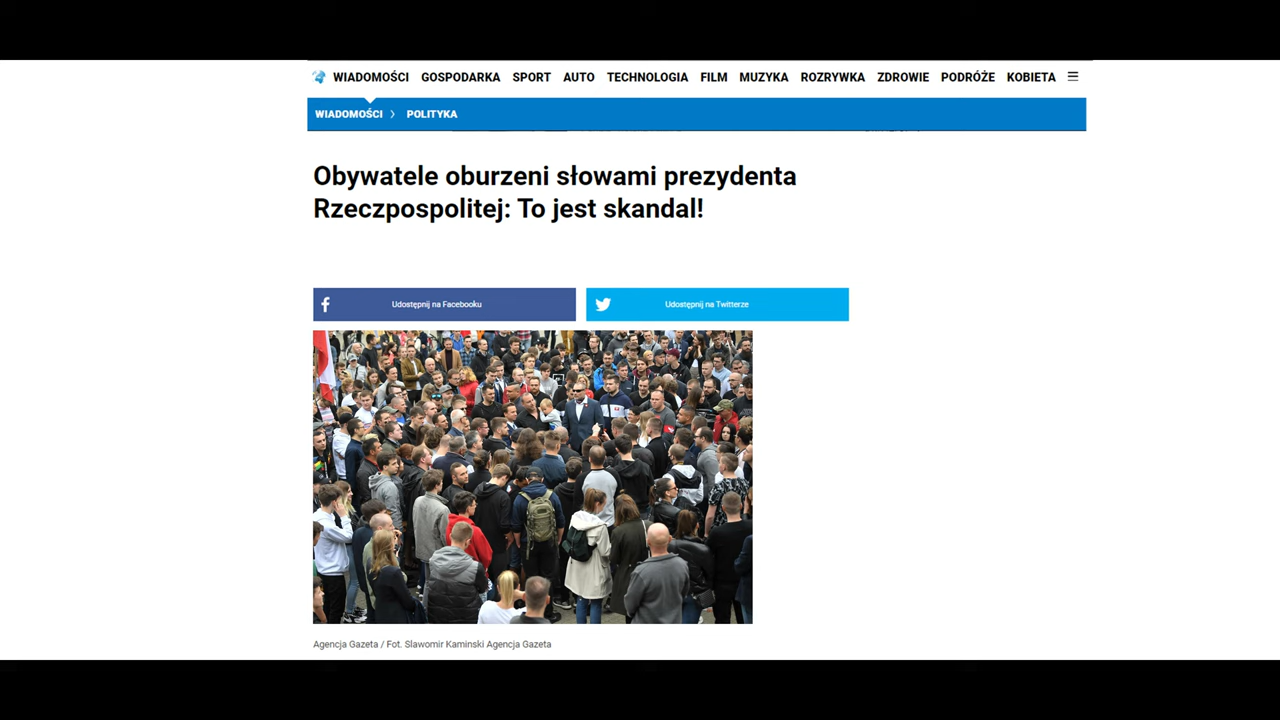 WIADOMOŚCI GOSPODARKA SPORT AUTO TECHNOLOGIA FILM MUZYKA ROZRYWKA ZDROWIE PODRÓŻE KOBIETA
WIADOMOŚCI POLITYKA
Obywatele oburzeni słowami prezydenta
Rzeczpospolitej: To jest skandal!
Udostępnij na Facebooku
Udostępnij na Twitterze
Agencja Gazeta / Fot. Slawomir Kaminski Agencja Gazeta